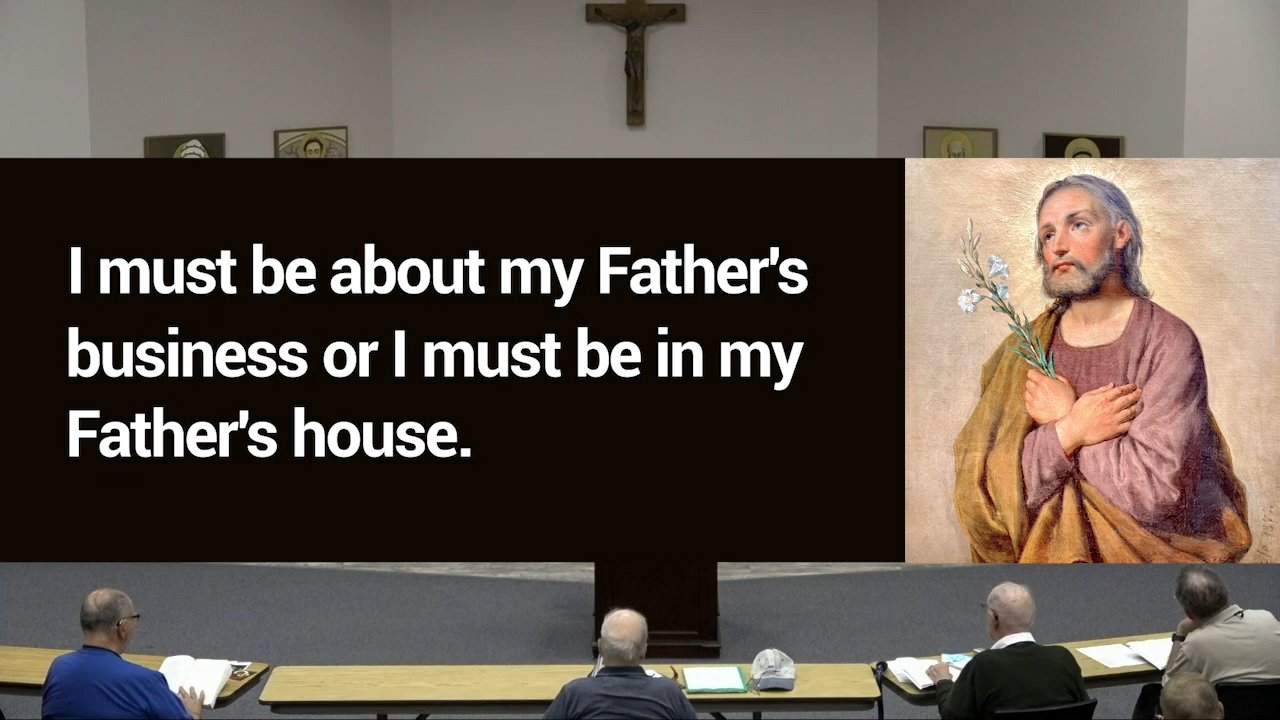 I must be about my Father's
business or I must be in my
Father's house.